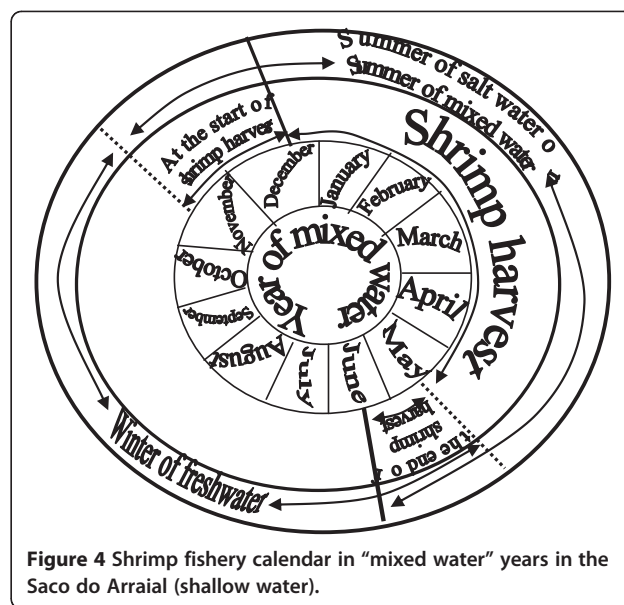 Summer of salt water o
Summer of mixed water
At the start of
shrimp harves
Shrimp harvest
December
January
February
March
April
May
June
July
August
September
October
November
Year of mixed water
the end o
shrimp
harvest
Winter of freshwater
Figure 4 Shrimp fishery calendar in “mixed water” years in the
Saco do Arraial (shallow water).